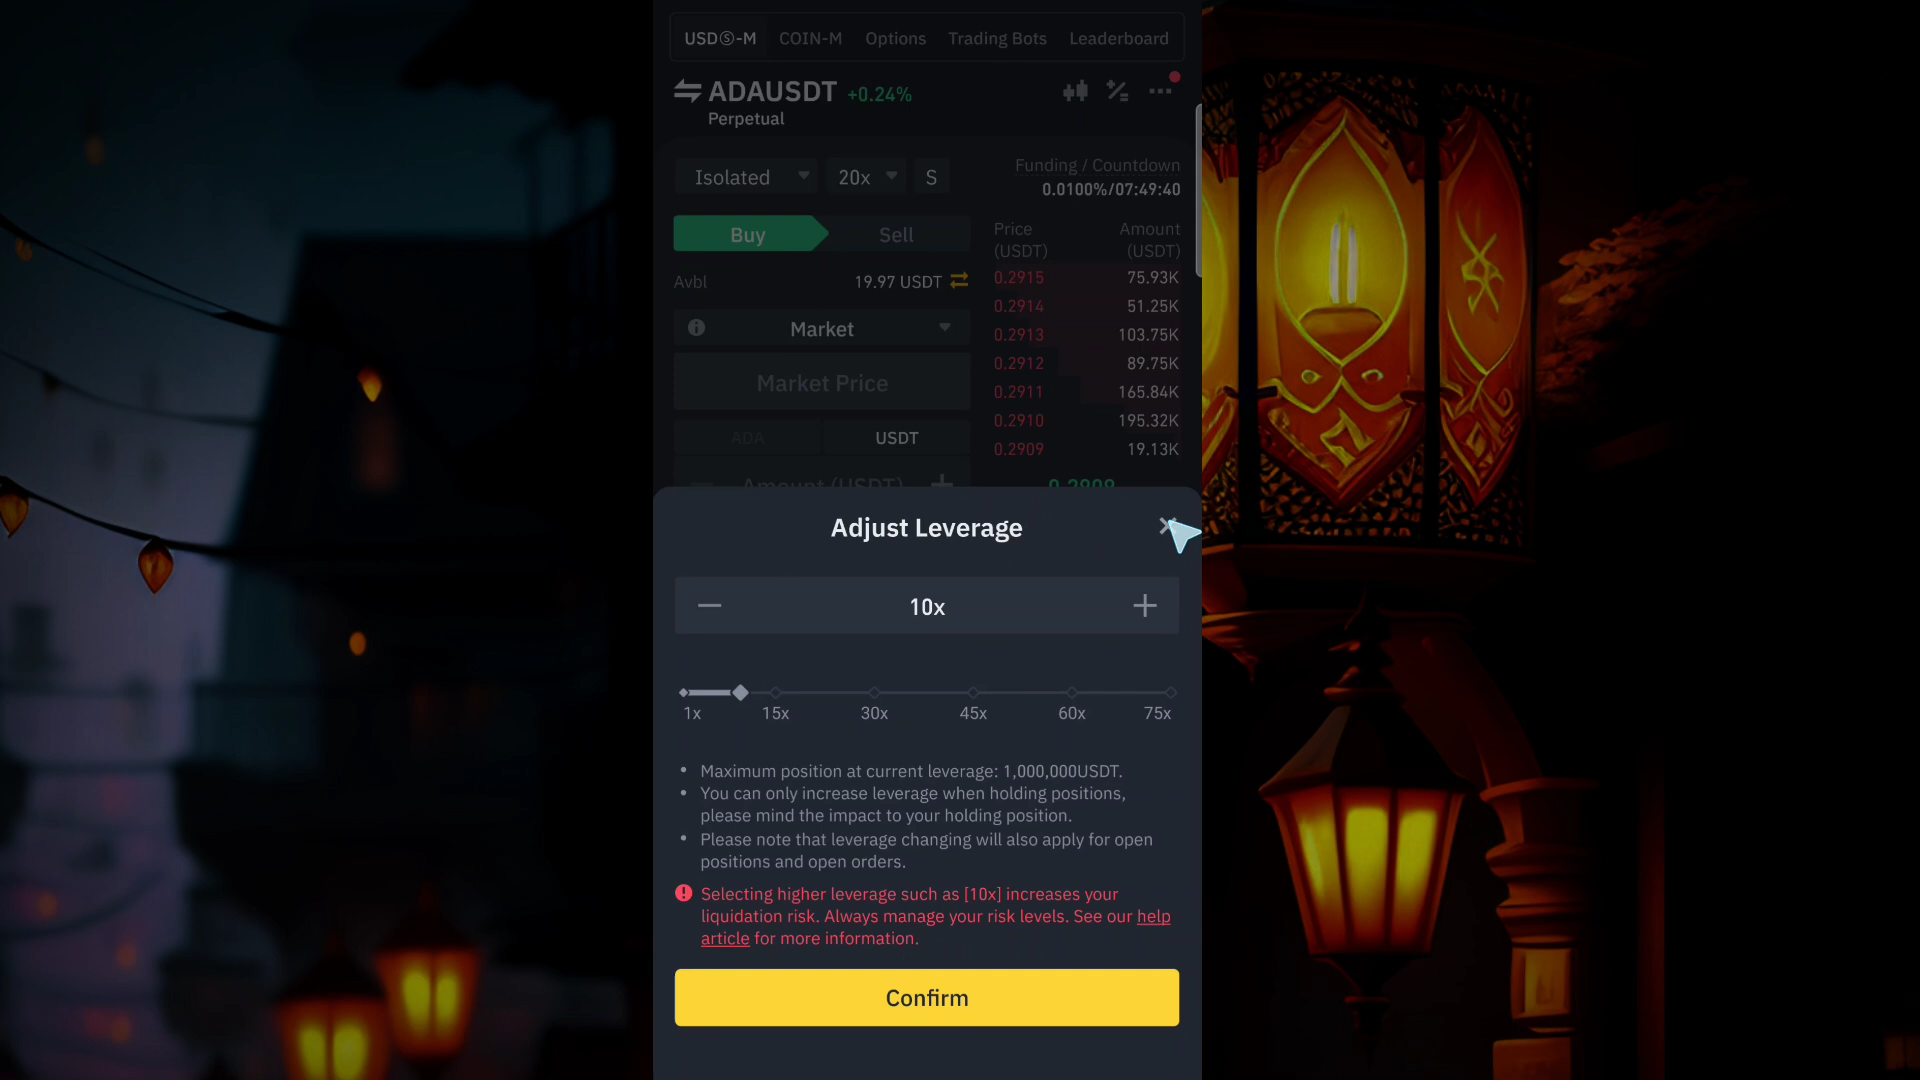 USDⓈ-M COIN-M Options Trading Bots Leaderboard
ADAUSDT +0.24%
Perpetual
Isolated 20x S
Funding / Countdown
0.0100%/07:49:40
Buy Sell
Avbl 19.97 USDT
Market
Market Price
ADA USDT
Amount (USDT)
Price Amount
(USDT) (USDT)
0.2915 75.93K
0.2914 51.25K
0.2913 103.75K
0.2912 89.75K
0.2911 165.84K
0.2910 195.32K
0.2909 19.13K
Adjust Leverage
10x
1x 15x 30x 45x 60x 75x
• Maximum position at current leverage: 1,000,000USDT.
• You can only increase leverage when holding positions,
please mind the impact to your holding position.
• Please note that leverage changing will also apply for open
positions and open orders.
Selecting higher leverage such as [10x] increases your
liquidation risk. Always manage your risk levels. See our help
article for more information.
Confirm